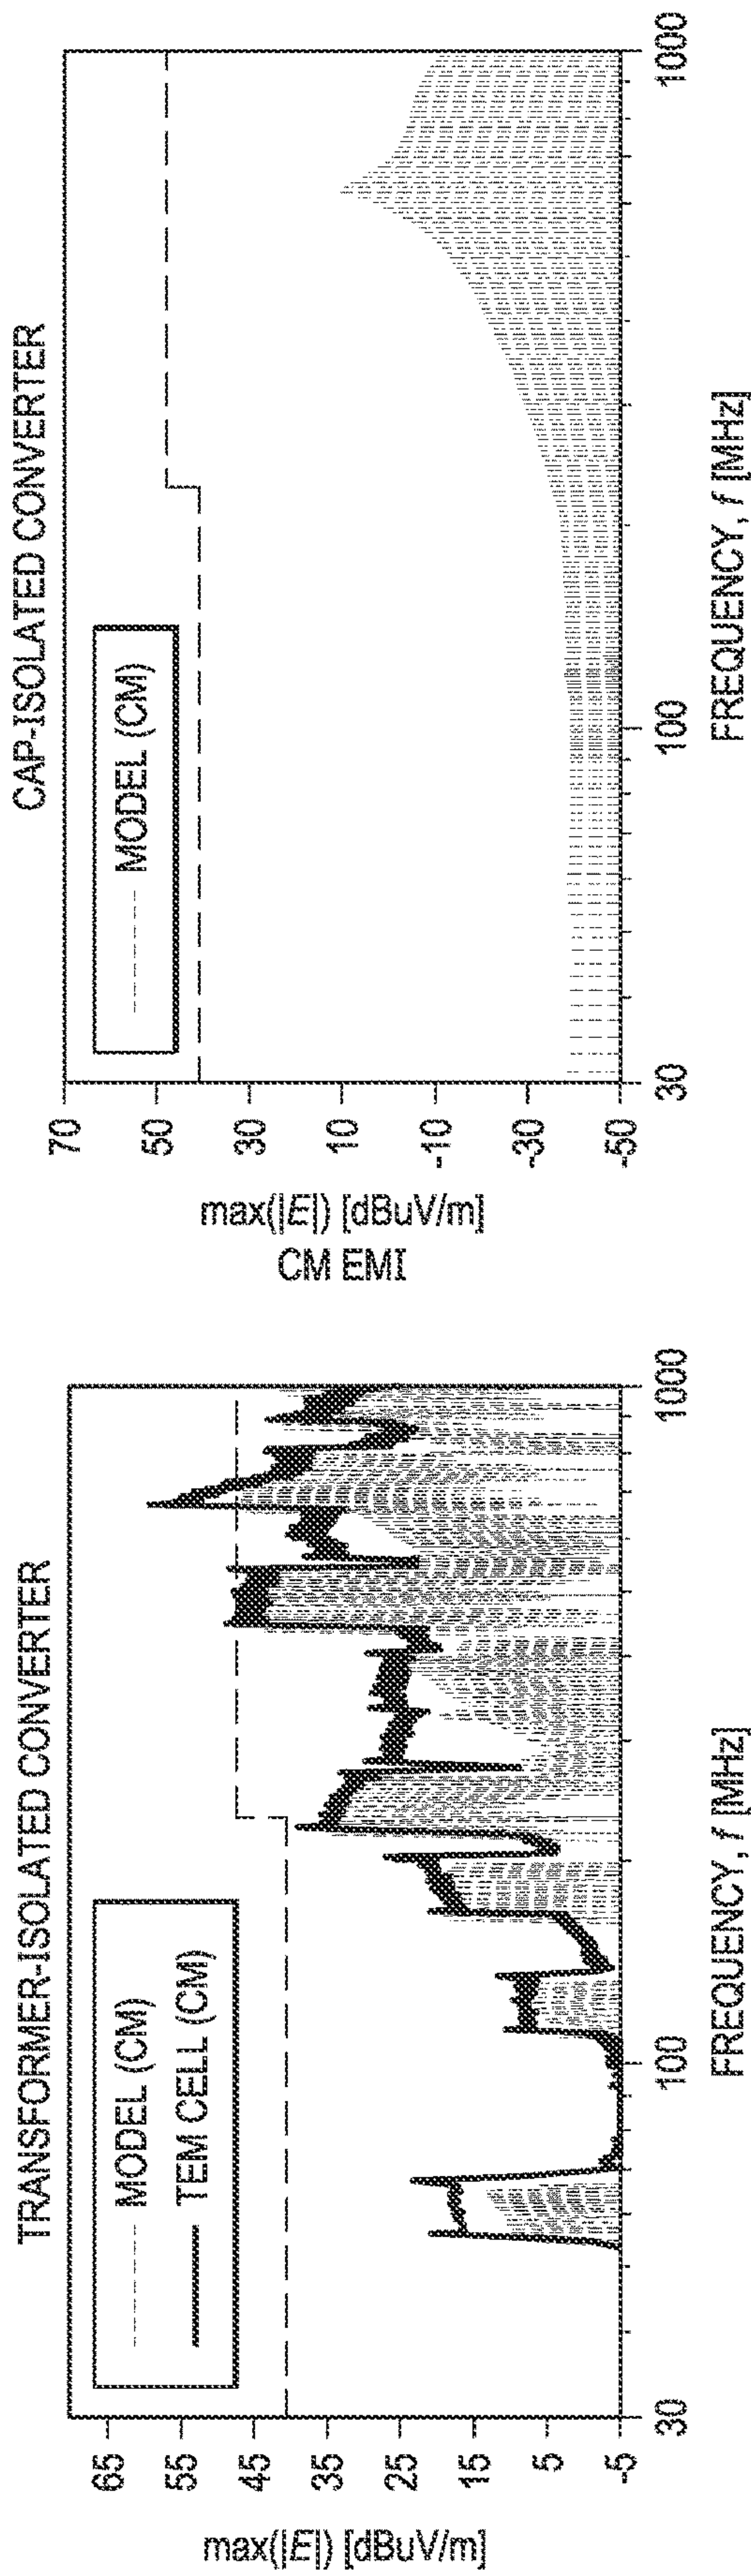 TRANSFORMER-ISOLATED CONVERTER
MODEL (CM)
TEM CELL (CM)
max(|E|) [dBuV/m]
65
55
45
35
25
15
5
-5
30
100
1000
FREQUENCY, f [MHz]
CAP-ISOLATED CONVERTER
MODEL (CM)
CM EMI
max(|E|) [dBuV/m]
70
50
30
10
-10
-30
-50
30
100
1000
FREQUENCY, f [MHz]